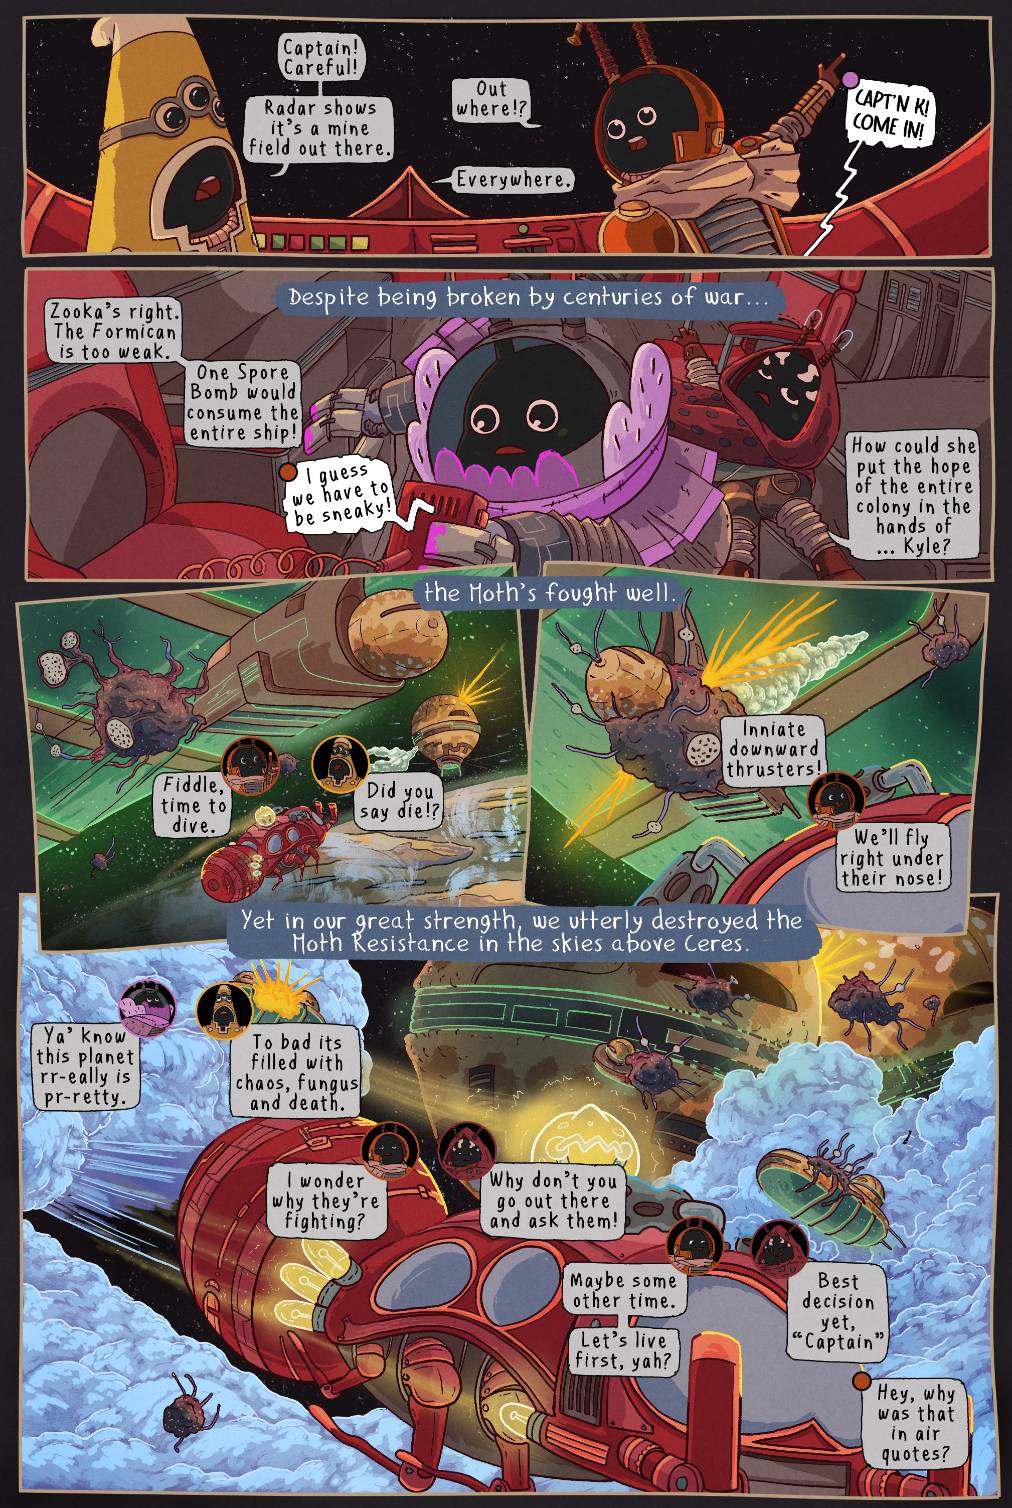 Captain!
Careful!
Radar shows
it's a mine
field out there.
Out
where!?
Everywhere.
CAPT'N K!
COME IN!
Despite being broken by centuries of war...
Zooka's right.
The Formican
is too weak.
One Spore
Bomb would
consume the
entire ship!
I guess
we have to
be sneaky!
How could she
put the hope
of the entire
colony in the
hands of
... Kyle?
the Moth's fought well.
Fiddle,
time to
dive.
Did you
say die!?
Inniate
downward
thrusters!
We'll fly
right under
their nose!
Yet in our great strength, we utterly destroyed the
Moth Resistance in the skies above Ceres.
Ya' Know
this planet
rr-eally is
pr-retty.
To bad its
filled with
chaos, fungus
and death.
I wonder
why they're
fighting?
Why don't you
go out there
and ask them!
Maybe some
other time.
Let's live
first, yah?
Best
decision
yet,
"Captain"
Hey, why
was that
in air
quotes?